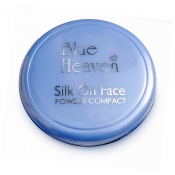 Blue
Heaven
Silk On Face
POWDER COMPACT